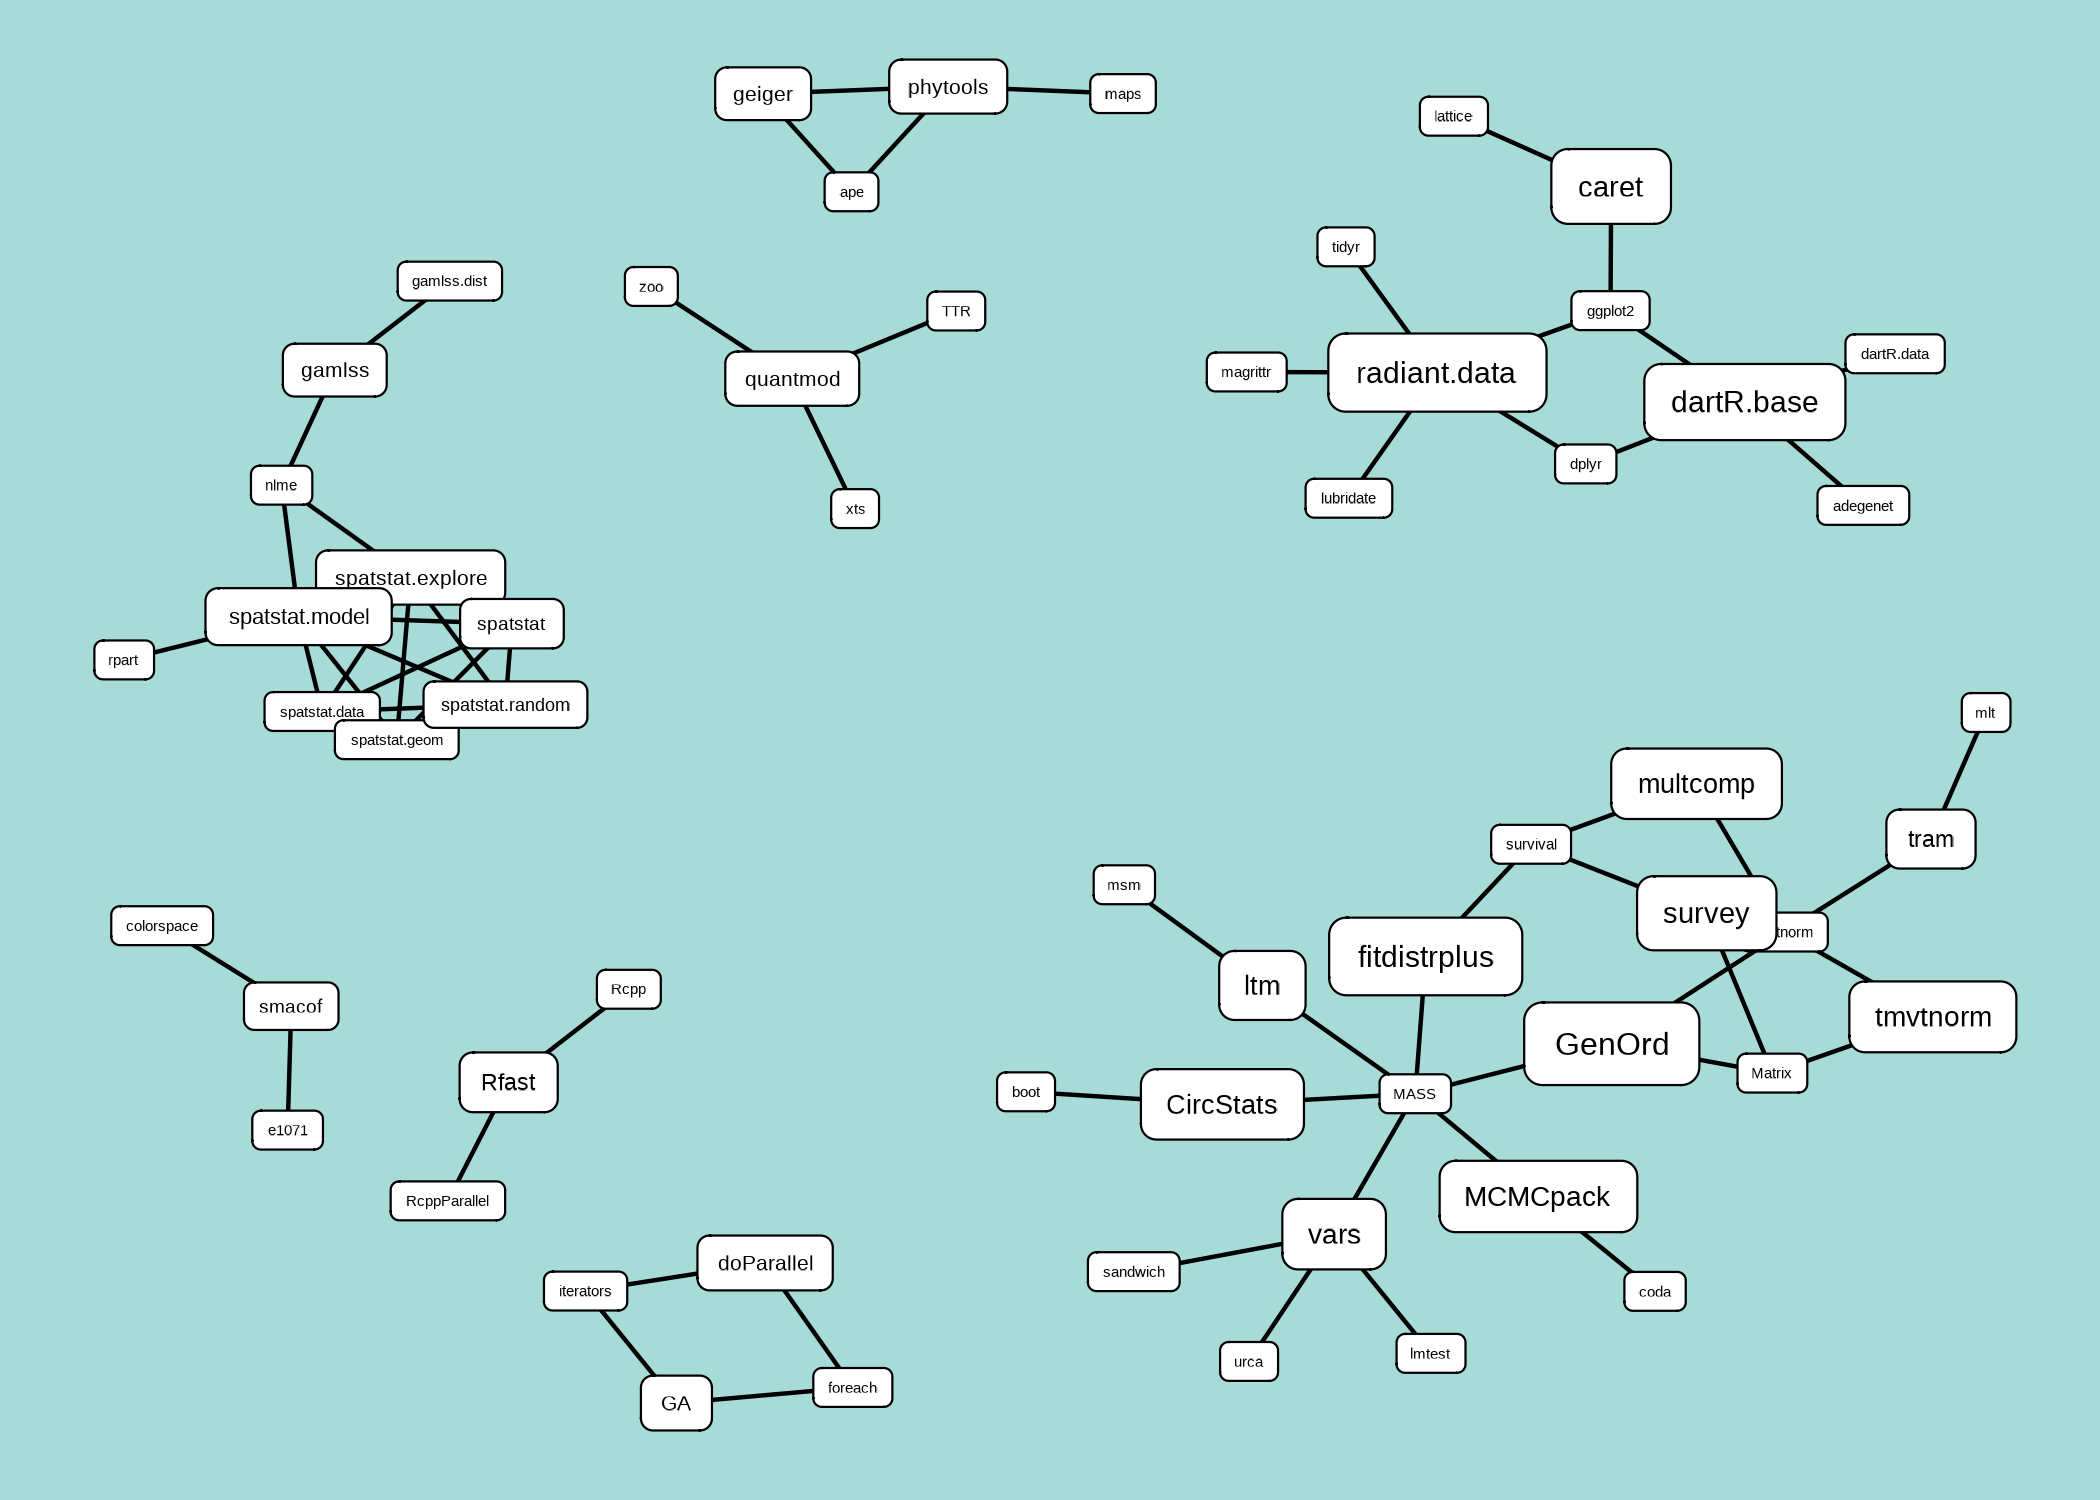 geiger
phytools
maps
ape
lattice
caret
tidyr
ggplot2
radiant.data
magrittr
dartR.data
dartR.base
dplyr
lubridate
adegenet
gamlss.dist
gamlss
zoo
TTR
quantmod
xts
nlme
spatstat.explore
spatstat.model
spatstat
rpart
spatstat.data
spatstat.random
spatstat.geom
mlt
multcomp
tram
survival
msm
survey
tnorm
fitdistrplus
ltm
tmvtnorm
GenOrd
Matrix
MASS
boot
CircStats
MCMCpack
vars
sandwich
coda
urca
lmtest
colorspace
smacof
e1071
Rcpp
Rfast
RcppParallel
doParallel
iterators
foreach
GA